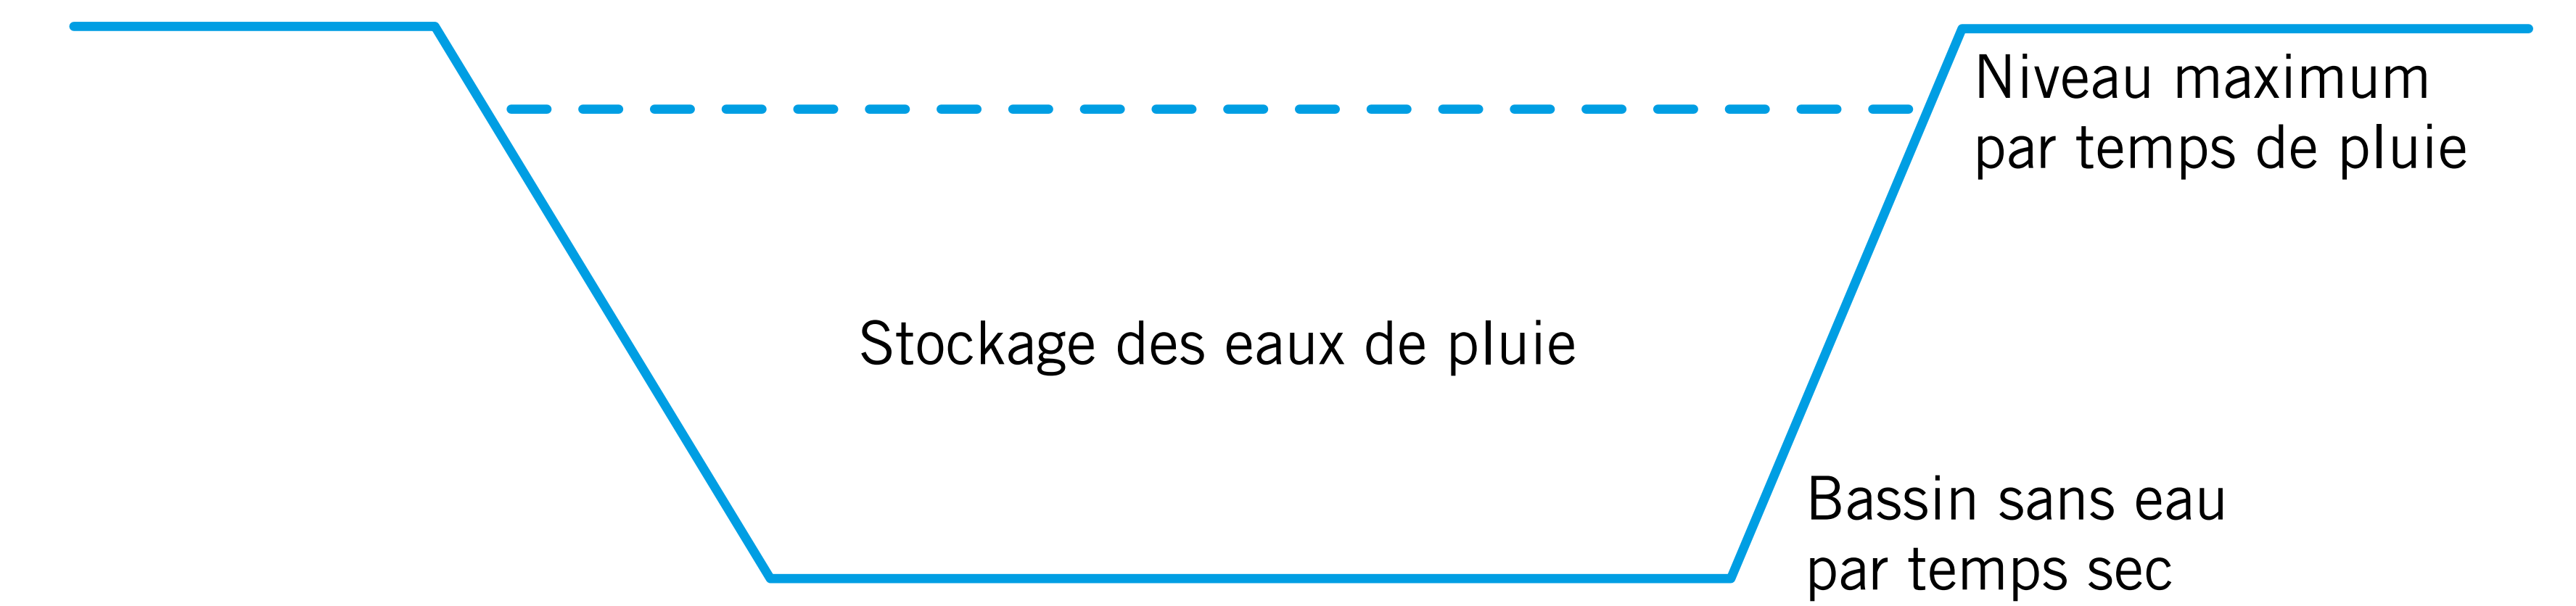 Niveau maximum
par temps de pluie
Stockage des eaux de pluie
Bassin sans eau
par temps sec